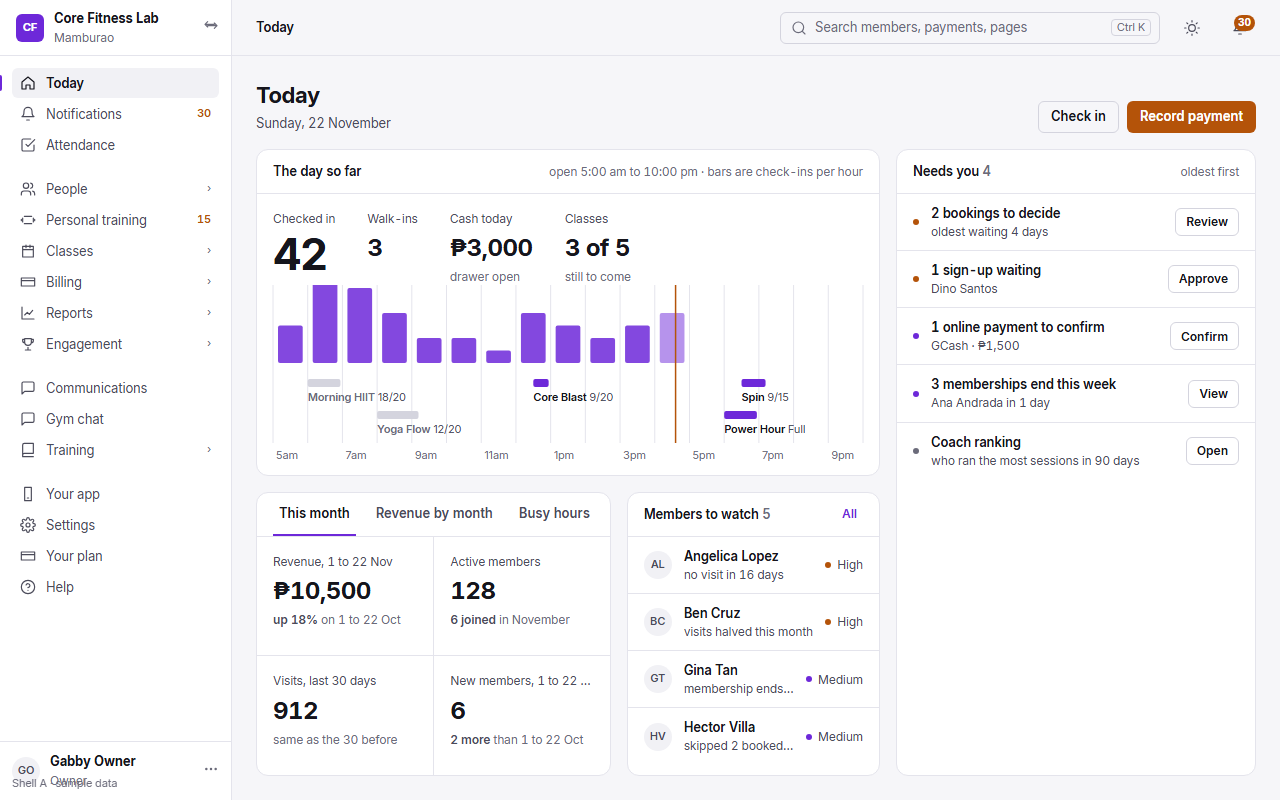 CF
Core Fitness Lab
Mamburao
Today
Notifications 30
Attendance
People
Personal training 15
Classes
Billing
Reports
Engagement
Communications
Gym chat
Training
Your app
Settings
Your plan
Help
GO
Gabby Owner
Owner
Shell A · sample data
Today
Search members, payments, pages Ctrl K
30
Today
Sunday, 22 November
Check in
Record payment
The day so far
open 5:00 am to 10:00 pm · bars are check-ins per hour
Checked in
42
Walk-ins
3
Cash today
₱3,000
drawer open
Classes
3 of 5
still to come
Morning HIIT 18/20
Core Blast 9/20
Spin 9/15
Yoga Flow 12/20
Power Hour Full
5am 7am 9am 11am 1pm 3pm 5pm 7pm 9pm
Needs you 4
oldest first
2 bookings to decide
oldest waiting 4 days
Review
1 sign-up waiting
Dino Santos
Approve
1 online payment to confirm
GCash · ₱1,500
Confirm
3 memberships end this week
Ana Andrada in 1 day
View
Coach ranking
who ran the most sessions in 90 days
Open
This month
Revenue by month
Busy hours
Revenue, 1 to 22 Nov
₱10,500
up 18% on 1 to 22 Oct
Active members
128
6 joined in November
Visits, last 30 days
912
same as the 30 before
New members, 1 to 22 ...
6
2 more than 1 to 22 Oct
Members to watch 5
All
AL
Angelica Lopez
no visit in 16 days
High
BC
Ben Cruz
visits halved this month
High
GT
Gina Tan
membership ends...
Medium
HV
Hector Villa
skipped 2 booked...
Medium